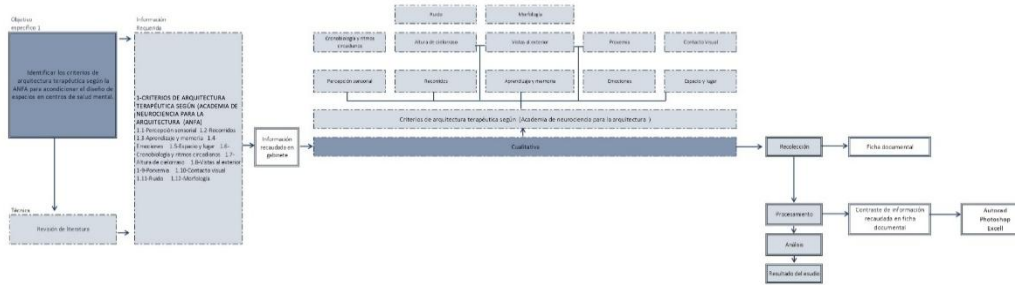 Objetivo
específico 1
Información
Requerida
Identificar los criterios de
arquitectura terapéutica según la
ANFA para acondicionar el diseño de
espacios en centros de salud mental.
Técnica
Revisión de literatura
1-CRITERIOS DE ARQUITECTURA
TERAPÉUTICA SEGÚN (ACADEMIA DE
NEUROCIENCIA PARA LA
ARQUITECTURA (ANFA)
1.1-Percepción sensorial 1.2-Recorridos
1.3-Aprendizaje y memoria 1.4-
Emociones 1.5-Espacio y lugar 1.6-
Cronobiología y ritmos circadianos 1.7-
Altura de cielorraso 1.8-Vistas al exterior
1-9-Proxemia 1.10-Contacto visual
1.11-Ruido 1.12-Morfología
Información
recaudada en
gabinete
Ruido
Morfología
Cronobiología y ritmos
circadianos
Altura de cielorraso
Vistas al exterior
Proxemia
Contacto visual
Percepción sensorial
Recorridos
Aprendizaje y memoria
Emociones
Espacio y lugar
Criterios de arquitectura terapéutica según (Academia de neurociencia para la arquitectura )
Cualitativa
Recolección
Ficha documental
Procesamiento
Contraste de información
recaudada en ficha
documental
Autocad
Photoshop
Excell
Análisis
Resultado del esudio